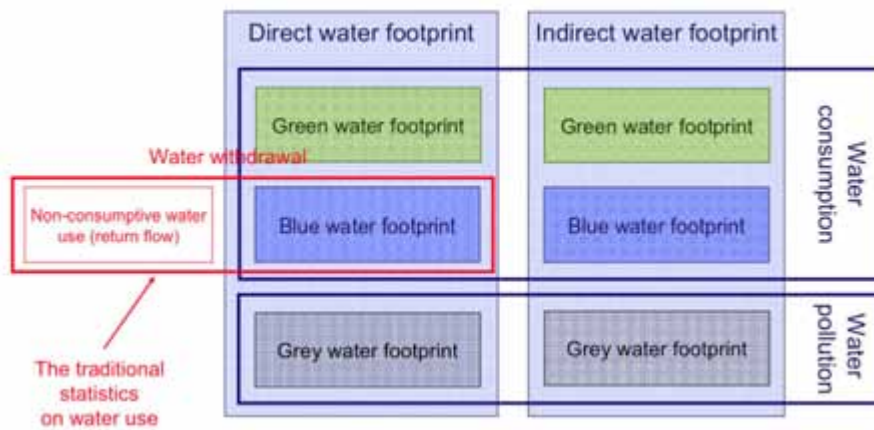 Direct water footprint
Indirect water footprint
Green water footprint
Green water footprint
Water
consumption
Water withdrawal
Non-consumptive water
use (return flow)
Blue water footprint
Blue water footprint
Grey water footprint
Grey water footprint
Water
pollution
The traditional
statistics
on water use